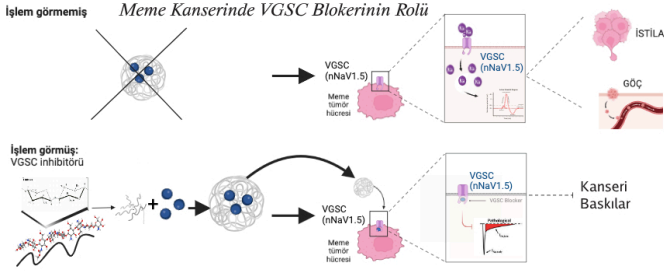 Meme Kanserinde VGSC Blokerinin Rolü
İşlem görmemiş
VGSC
(nNaV1.5)
Meme
tümör
hücresi
VGSC
(nNaV1.5)
İSTİLA
GÖÇ
İşlem görmüş:
VGSC inhibitörü
+
VGSC
(nNaV1.5)
Meme
tümör
hücresi
VGSC
(nNaV1.5)
VGSC Blocker
Pathological
Kanseri
Baskılar